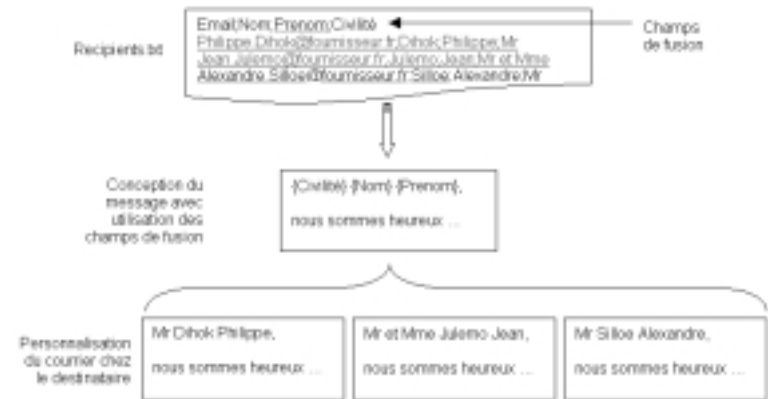 Recipients.txt
Email;Nom;Prenom;Civilité
Philippe.Dihok@fournisseur.fr;Dihok;Philippe;Mr
Jean.Julemo@fournisseur.fr;Julemo;Jean;Mr et Mme
Alexandre.Silloe@fournisseur.fr;Silloe;Alexandre;Mr
Champs
de fusion
Conception du
message avec
utilisation des
champs de fusion
{Civilité} {Nom} {Prenom},
nous sommes heureux ...
Personnalisation
du courrier chez
le destinataire
Mr Dihok Philippe,
nous sommes heureux ...
Mr et Mme Julemo Jean,
nous sommes heureux ...
Mr Silloe Alexandre,
nous sommes heureux ...